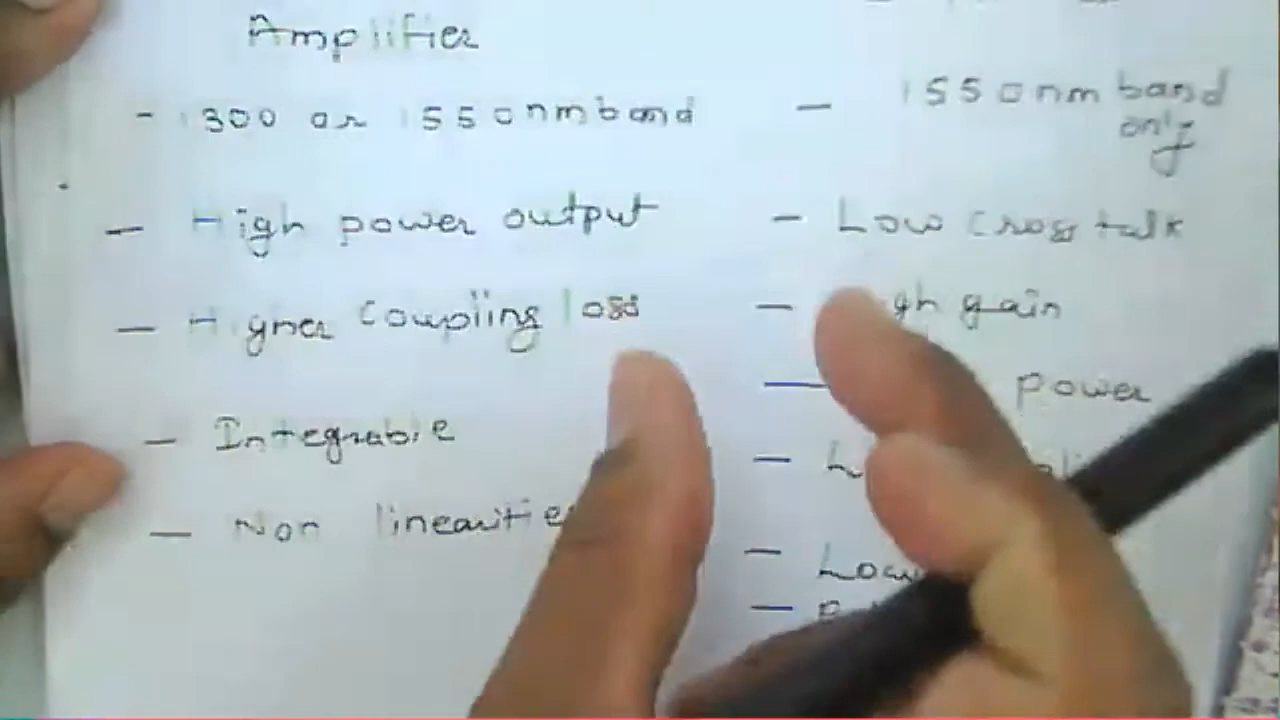 Amplifier
- 1300 or 1550nm band
- High power output
- Higher Coupling loss
- Integrable
- Non linearities
- 1550nm band
only
- Low Cross talk
- gain
- power
- Low